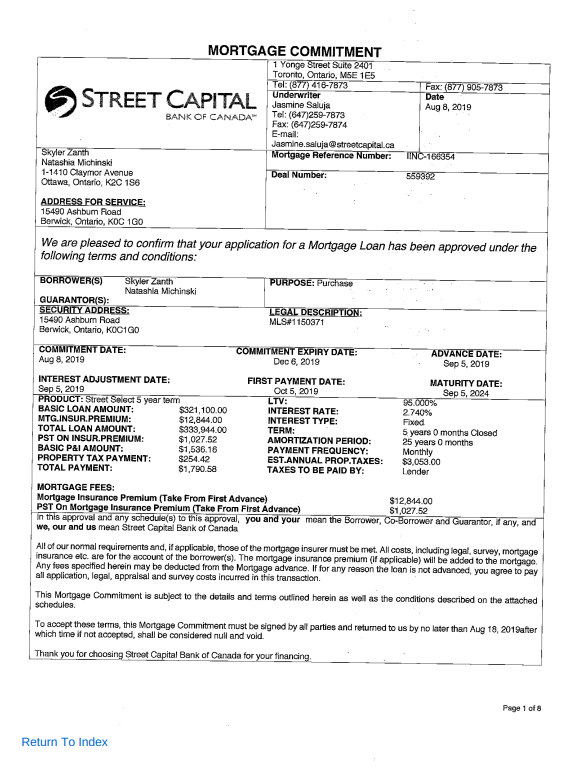 MORTGAGE COMMITMENT
STREET CAPITAL
BANK OF CANADA™
1 Yonge Street Suite 2401
Toronto, Ontario, M5E 1E5
Tel: (877) 416-7873 Fax: (877) 905-7873
Underwriter Date
Jasmine Saluja Aug 8, 2019
Tel: (647)259-7873
Fax: (647)259-7874
E-mail:
Jasmine.saluja@streetcapital.ca
Skyler Zanth
Natashia Michinski
1-1410 Claymor Avenue
Ottawa, Ontario, K2C 1S6
ADDRESS FOR SERVICE:
15490 Ashburn Road
Berwick, Ontario, K0C 1G0
Mortgage Reference Number: IINC-166354
Deal Number: 559392
We are pleased to confirm that your application for a Mortgage Loan has been approved under the
following terms and conditions:
BORROWER(S) Skyler Zanth
Natashia Michinski
PURPOSE: Purchase
GUARANTOR(S):
SECURITY ADDRESS:
15490 Ashburn Road
Berwick, Ontario, K0C1G0
LEGAL DESCRIPTION:
MLS#1150371
COMMITMENT DATE: COMMITMENT EXPIRY DATE: ADVANCE DATE:
Aug 8, 2019 Dec 6, 2019 Sep 5, 2019
INTEREST ADJUSTMENT DATE: FIRST PAYMENT DATE: MATURITY DATE:
Sep 5, 2019 Oct 5, 2019 Sep 5, 2024
PRODUCT: Street Select 5 year term LTV: 95.000%
BASIC LOAN AMOUNT: $321,100.00 INTEREST RATE: 2.740%
MTG.INSUR.PREMIUM: $12,844.00 INTEREST TYPE: Fixed
TOTAL LOAN AMOUNT: $333,944.00 TERM: 5 years 0 months Closed
PST ON INSUR.PREMIUM: $1,027.52 AMORTIZATION PERIOD: 25 years 0 months
BASIC P&I AMOUNT: $1,536.16 PAYMENT FREQUENCY: Monthly
PROPERTY TAX PAYMENT: $254.42 EST.ANNUAL PROP.TAXES: $3,053.00
TOTAL PAYMENT: $1,790.58 TAXES TO BE PAID BY: Lender
MORTGAGE FEES:
Mortgage Insurance Premium (Take From First Advance) $12,844.00
PST On Mortgage Insurance Premium (Take From First Advance) $1,027.52
In this approval and any schedule(s) to this approval, you and your mean the Borrower, Co-Borrower and Guarantor, if any, and
we, our and us mean Street Capital Bank of Canada
All of our normal requirements and, if applicable, those of the mortgage insurer must be met. All costs, including legal, survey, mortgage
insurance etc. are for the account of the borrower(s). The mortgage insurance premium (if applicable) will be added to the mortgage.
Any fees specified herein may be deducted from the Mortgage advance. If for any reason the loan is not advanced, you agree to pay
all application, legal, appraisal and survey costs incurred in this transaction.
This Mortgage Commitment is subject to the details and terms outlined herein as well as the conditions described on the attached
schedules.
To accept these terms, this Mortgage Commitment must be signed by all parties and returned to us by no later than Aug 18, 2019after
which time if not accepted, shall be considered null and void.
Thank you for choosing Street Capital Bank of Canada for your financing.
Page 1 of 8
Return To Index